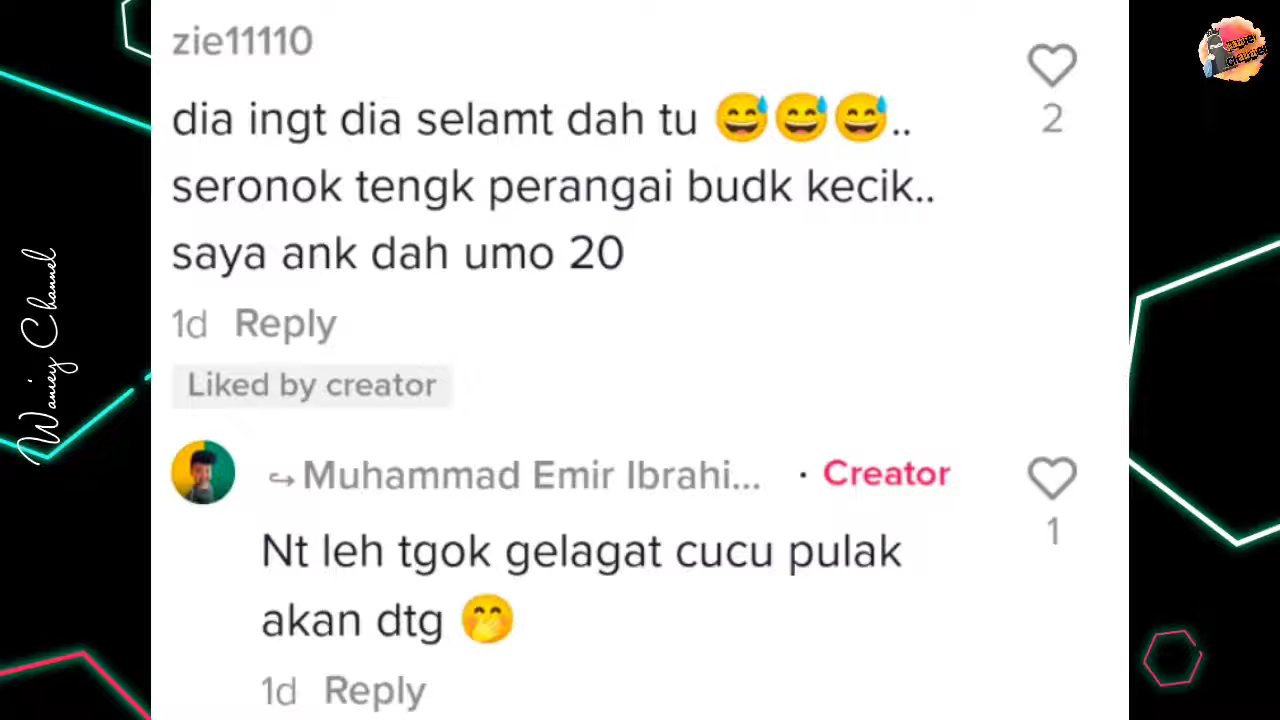 zie11110
dia ingt dia selamt dah tu 😅😅😅..
seronok tengk perangai budk kecik..
saya ank dah umo 20
2
1d Reply
Liked by creator
Muhammad Emir Ibrahi... · Creator
Nt leh tgok gelagat cucu pulak
akan dtg 🤭
1
1d Reply
Waniey Channel